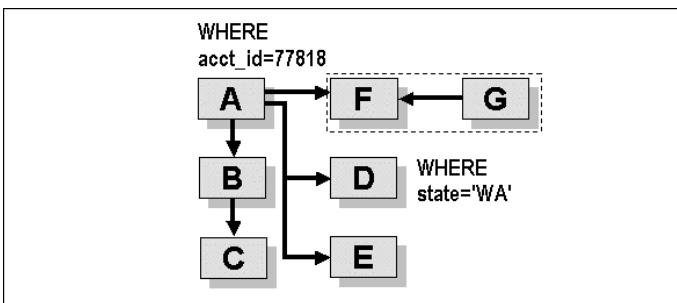 WHERE
acct_id=77818
A
F
G
B
D
WHERE
state='WA'
C
E